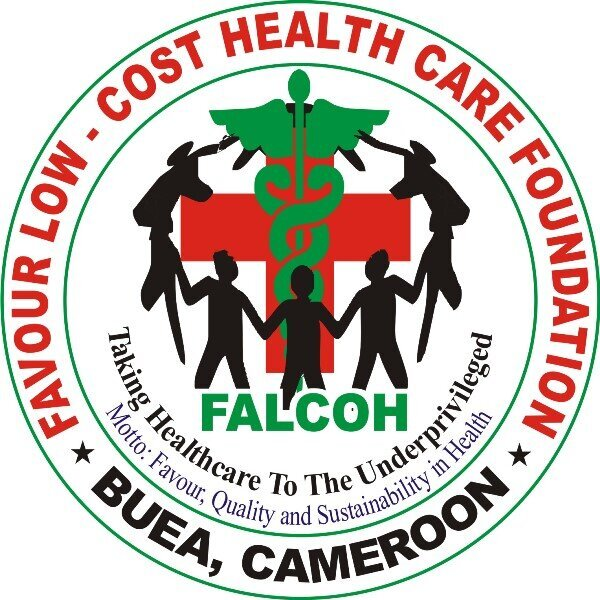 FAVOUR LOW - COST HEALTH CARE FOUNDATION
FALCOH
Taking Healthcare To The Underprivileged
Motto: Favour, Quality and Sustainability in Health
★ BUEA, CAMEROON ★